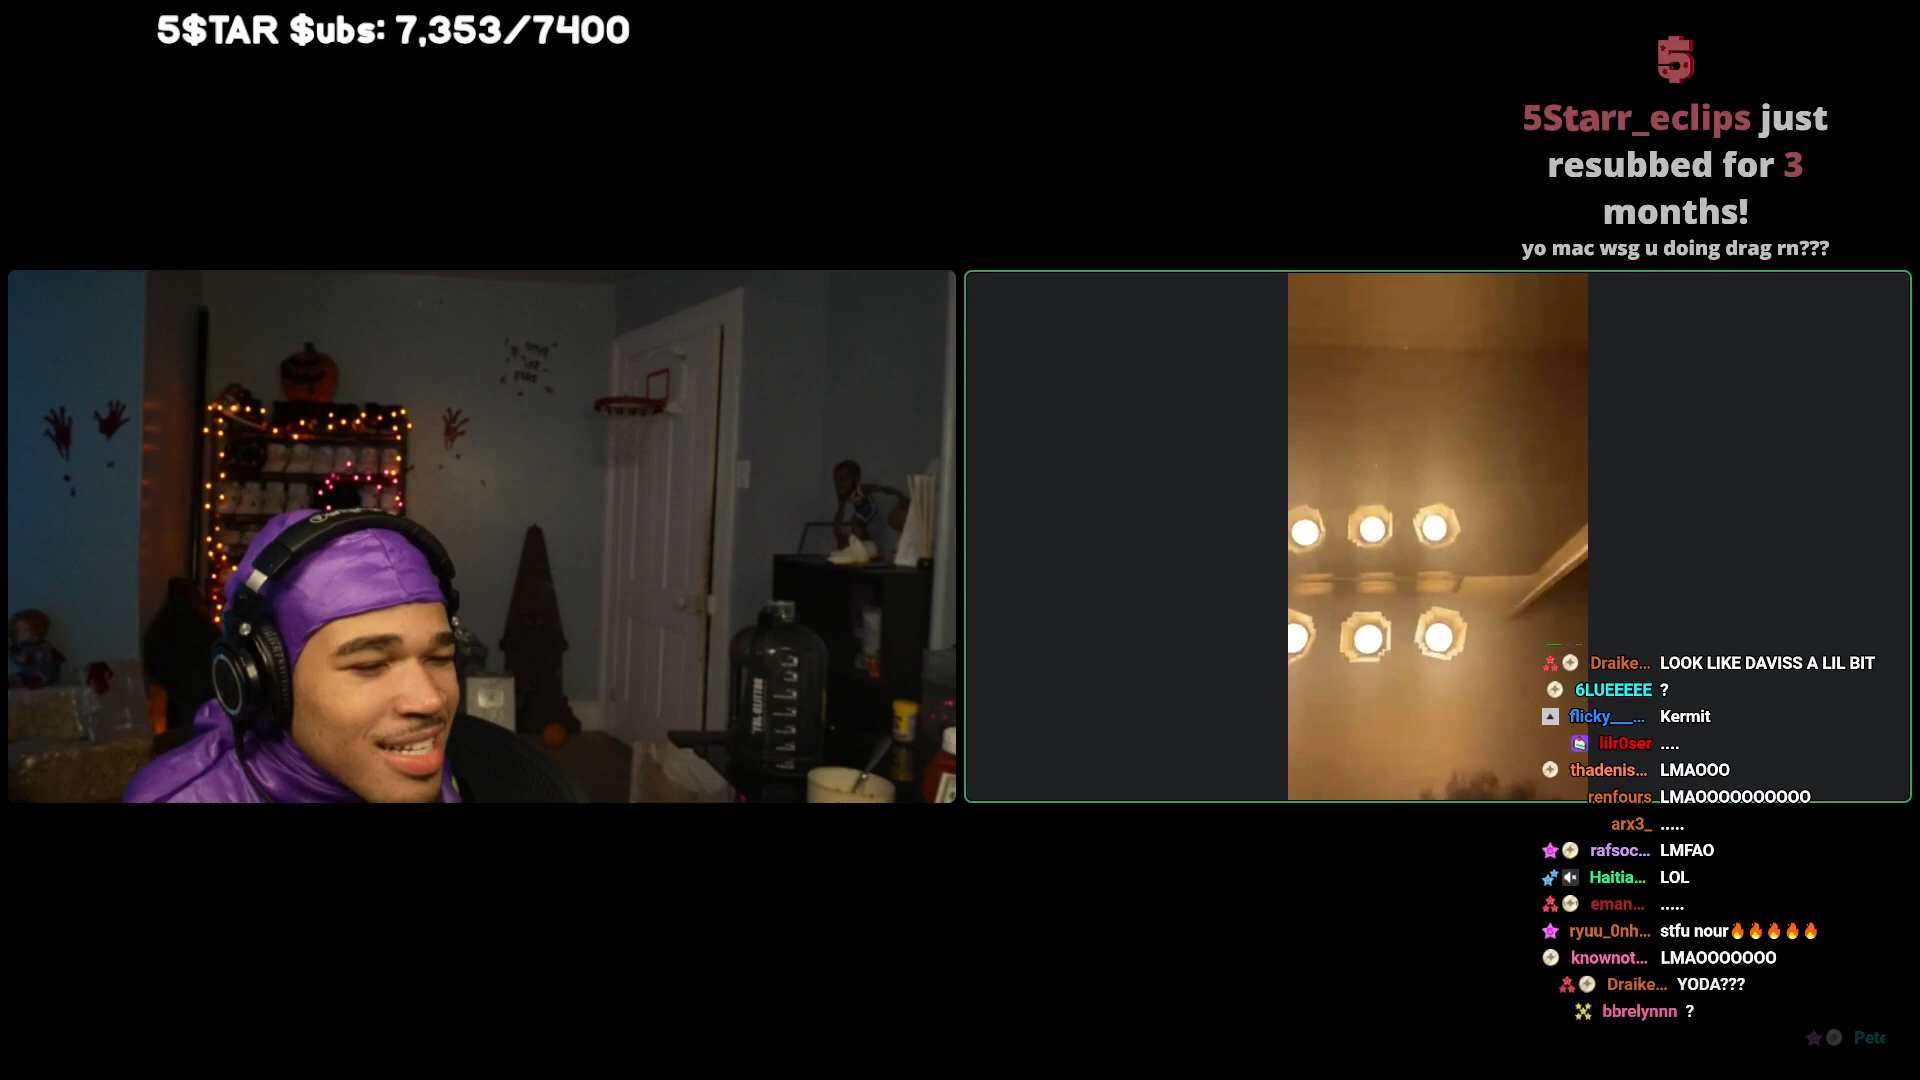 5$TAR $ubs: 7,353/7400
5
5Starr_eclips just
resubbed for 3
months!
yo mac wsg u doing drag rn???
Draike... LOOK LIKE DAVISS A LIL BIT
6LUEEEEE ?
flicky___... Kermit
lilr0ser ....
thadenis... LMAOOO
renfours LMAOOOOOOOOOO
arx3_ .....
rafsoc... LMFAO
Haitia... LOL
eman... .....
ryuu_0nh... stfu nour🔥🔥🔥🔥🔥
knownot... LMAOOOOOOO
Draike... YODA???
bbrelynnn ?